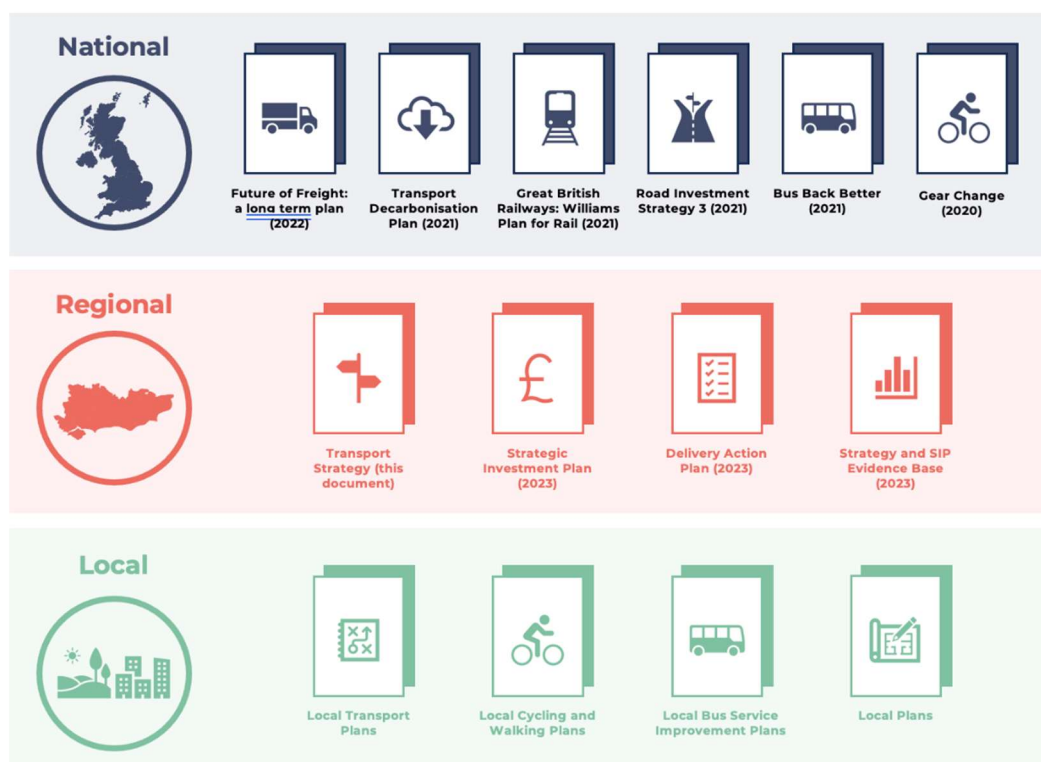 National
Future of Freight:
a long term plan
(2022)
Transport
Decarbonisation
Plan (2021)
Great British
Railways: Williams
Plan for Rail (2021)
Road Investment
Strategy 3 (2021)
Bus Back Better
(2021)
Gear Change
(2020)
Regional
£
Transport
Strategy (this
document)
Strategic
Investment Plan
(2023)
Delivery Action
Plan (2023)
Strategy and SIP
Evidence Base
(2023)
Local
Local Transport
Plans
Local Cycling and
Walking Plans
Local Bus Service
Improvement Plans
Local Plans